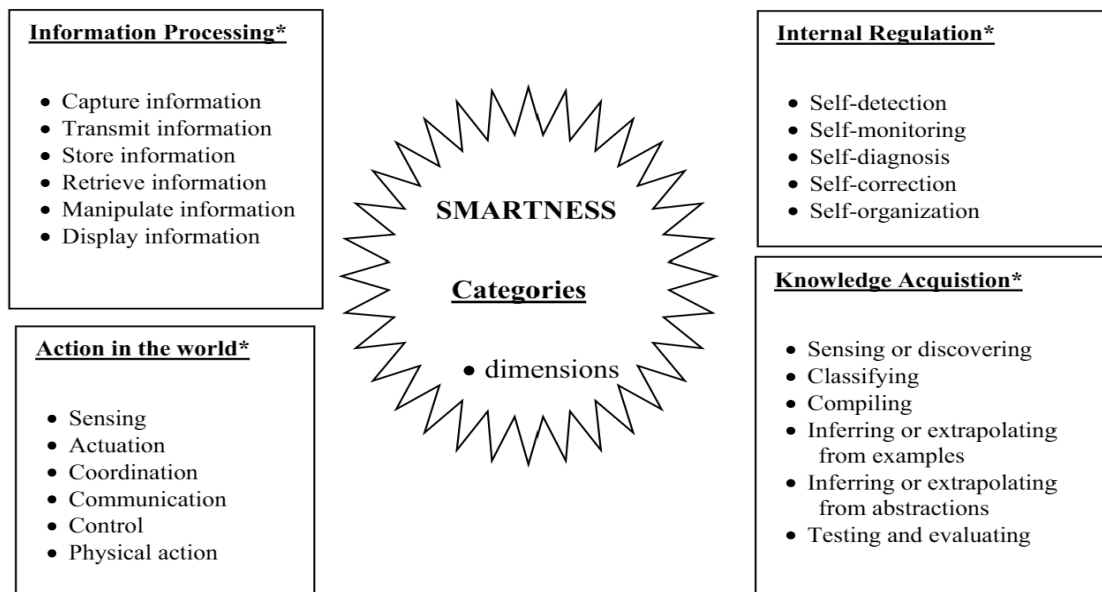 Information Processing*
• Capture information
• Transmit information
• Store information
• Retrieve information
• Manipulate information
• Display information
Action in the world*
• Sensing
• Actuation
• Coordination
• Communication
• Control
• Physical action
SMARTNESS
Categories
• dimensions
Internal Regulation*
• Self-detection
• Self-monitoring
• Self-diagnosis
• Self-correction
• Self-organization
Knowledge Acquistion*
• Sensing or discovering
• Classifying
• Compiling
• Inferring or extrapolating
from examples
• Inferring or extrapolating
from abstractions
• Testing and evaluating